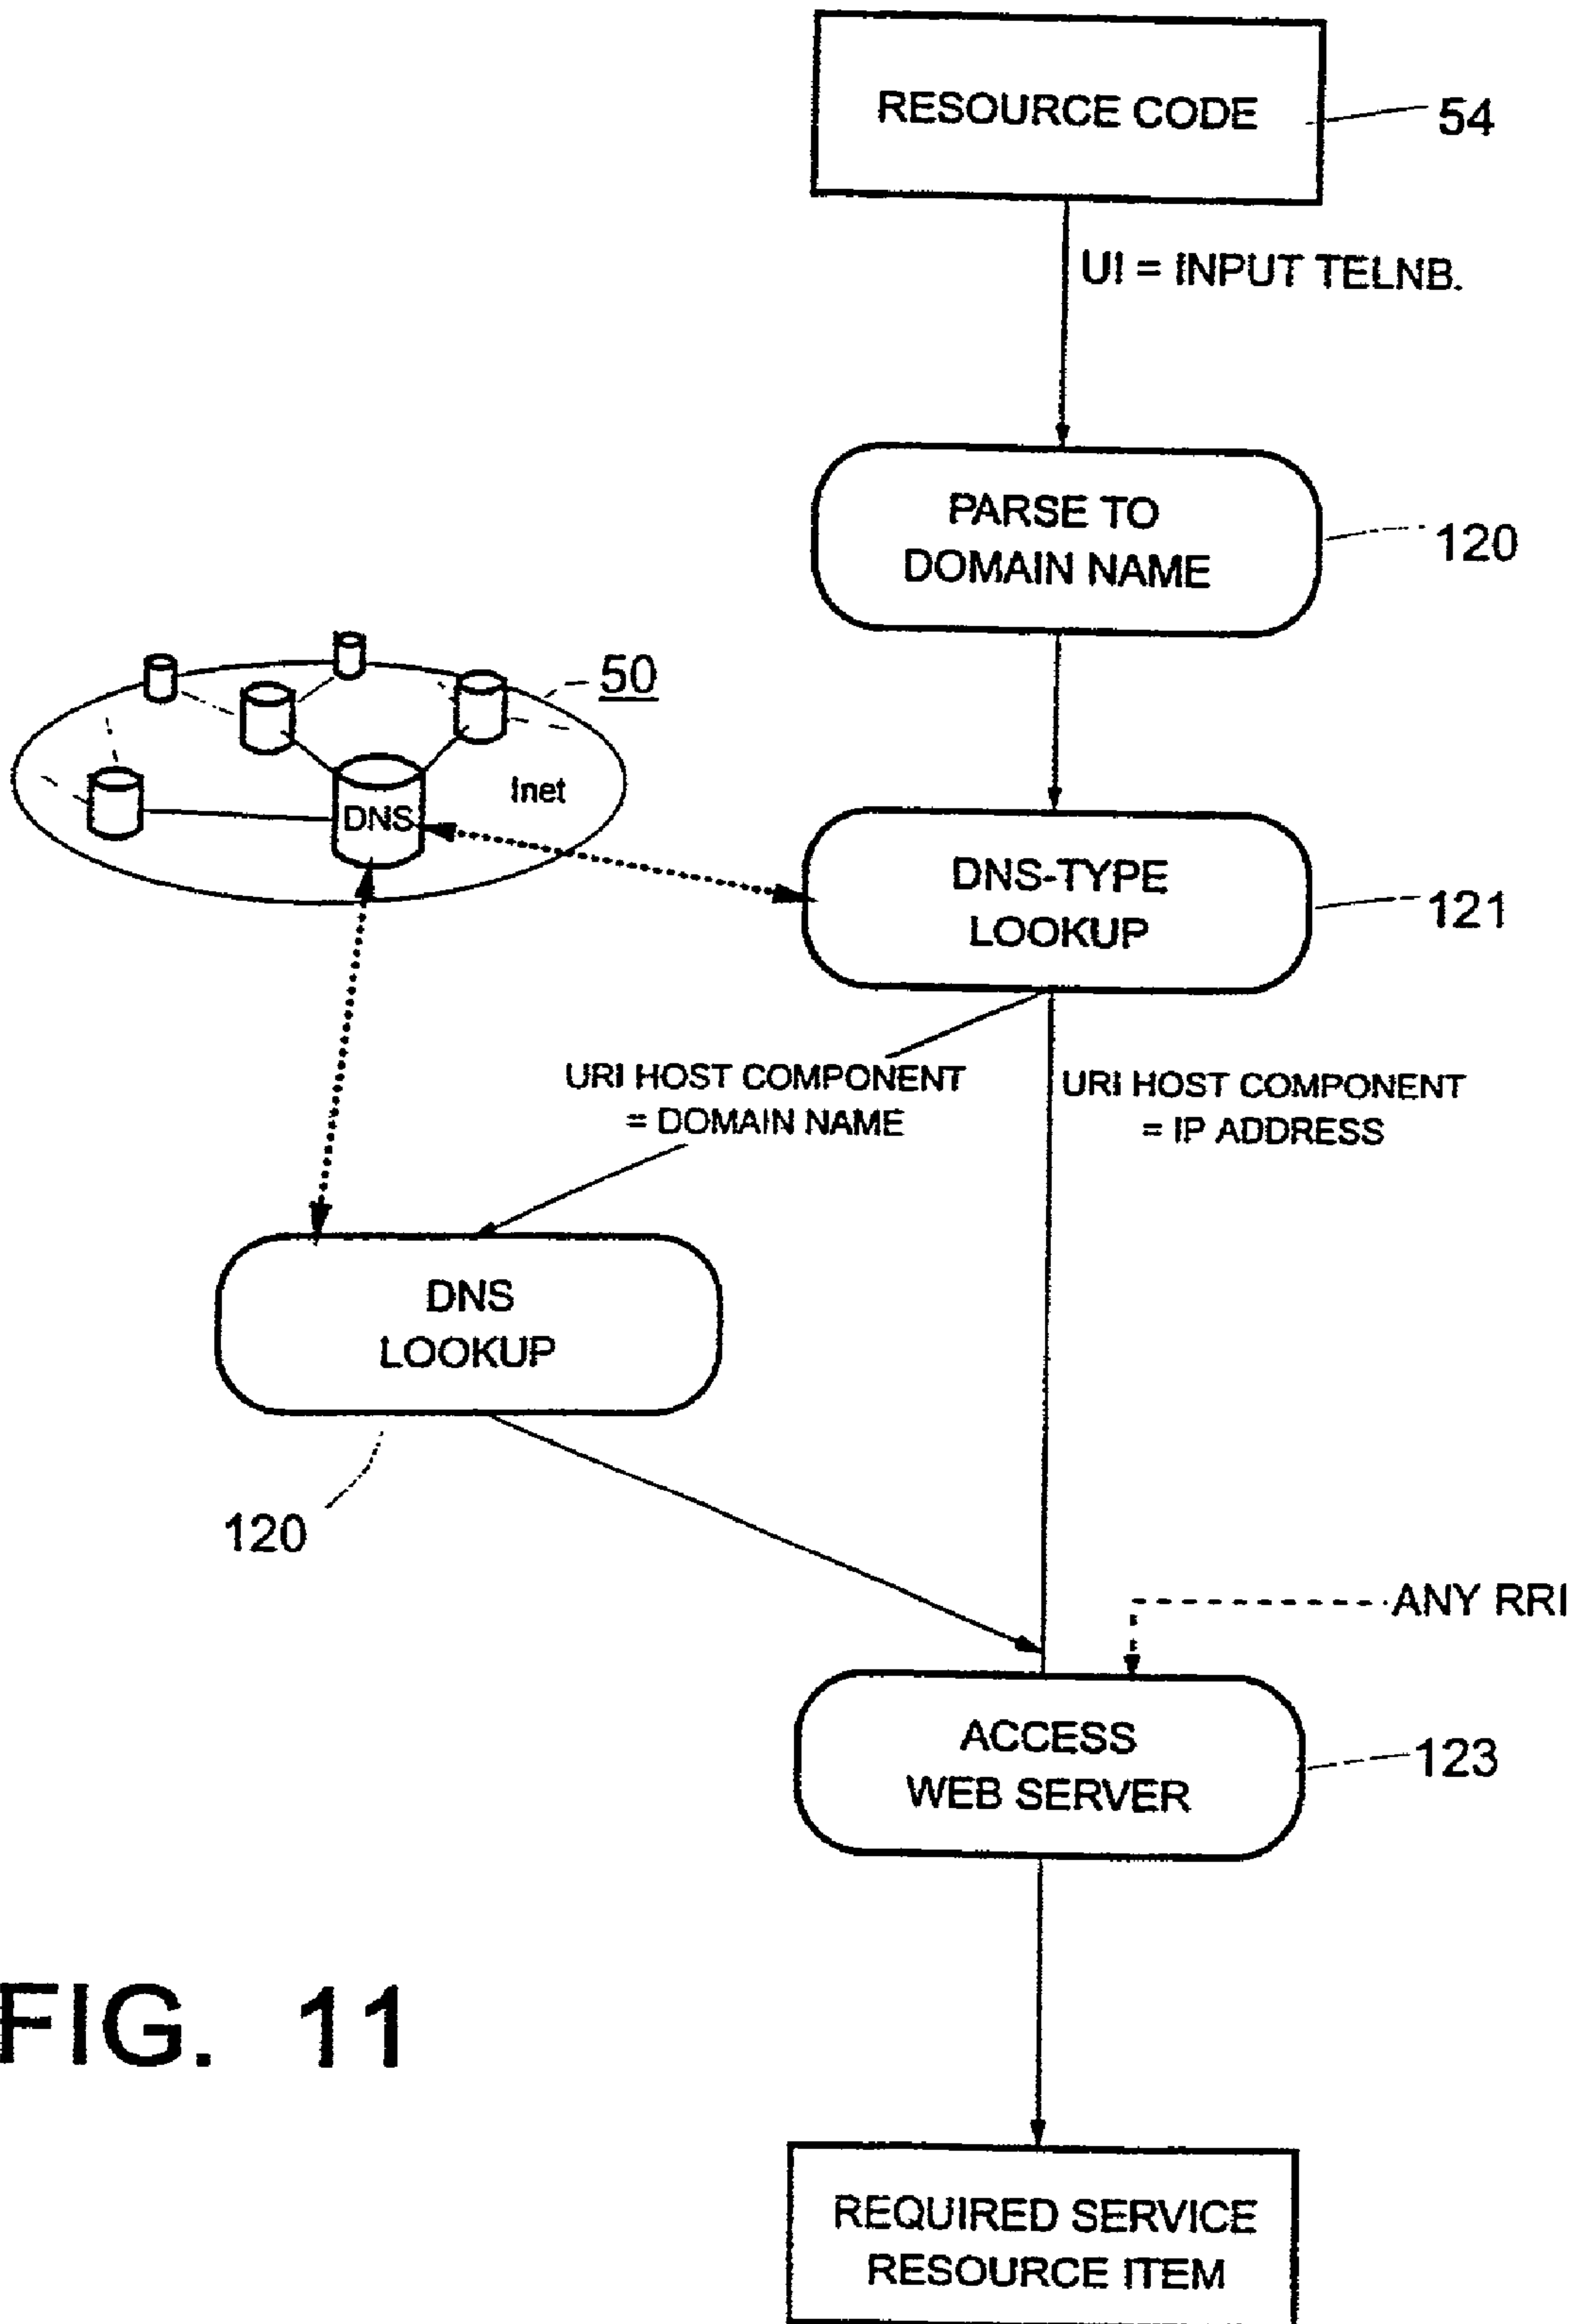 RESOURCE CODE
54
UI = INPUT TELNB.
PARSE TO
DOMAIN NAME
120
50
Inet
DNS
DNS-TYPE
LOOKUP
121
URI HOST COMPONENT
= DOMAIN NAME
URI HOST COMPONENT
= IP ADDRESS
DNS
LOOKUP
120
ANY RRI
ACCESS
WEB SERVER
123
FIG. 11
REQUIRED SERVICE
RESOURCE ITEM